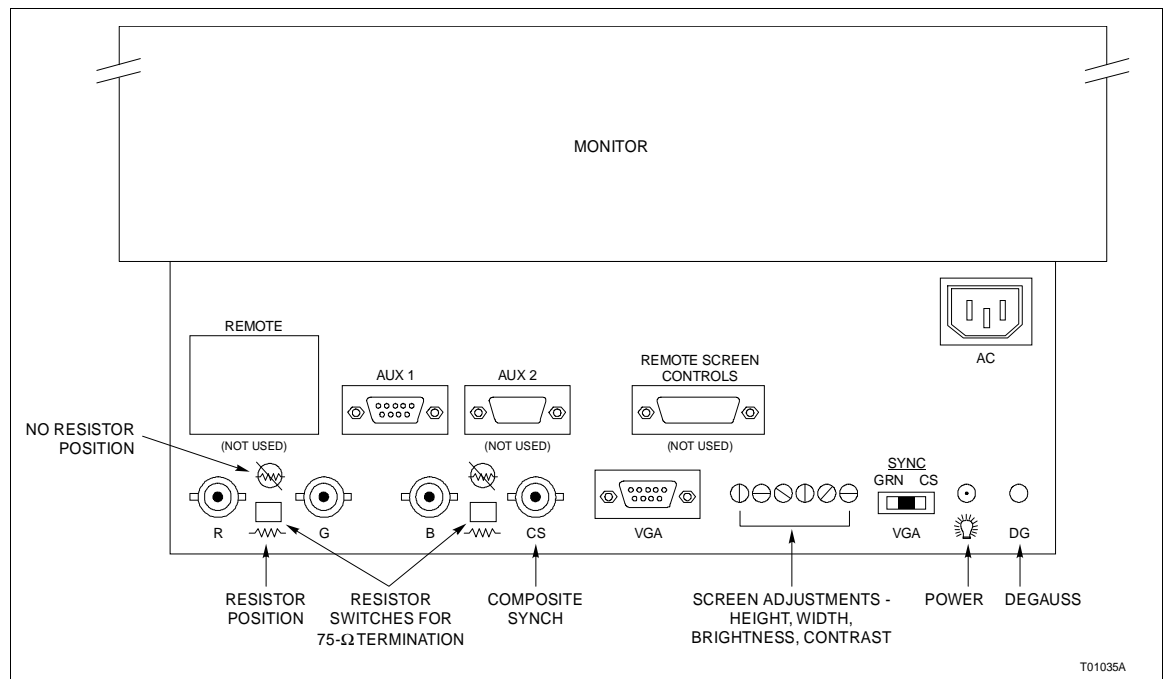 MONITOR
AC
REMOTE
AUX 1
AUX 2
REMOTE SCREEN
CONTROLS
NO RESISTOR
POSITION
(NOT USED)
(NOT USED)
(NOT USED)
SYNC
GRN CS
R
G
B
CS
VGA
VGA
DG
RESISTOR
POSITION
RESISTOR
SWITCHES FOR
75-Ω TERMINATION
COMPOSITE
SYNCH
SCREEN ADJUSTMENTS -
HEIGHT, WIDTH,
BRIGHTNESS, CONTRAST
POWER
DEGAUSS
T01035A